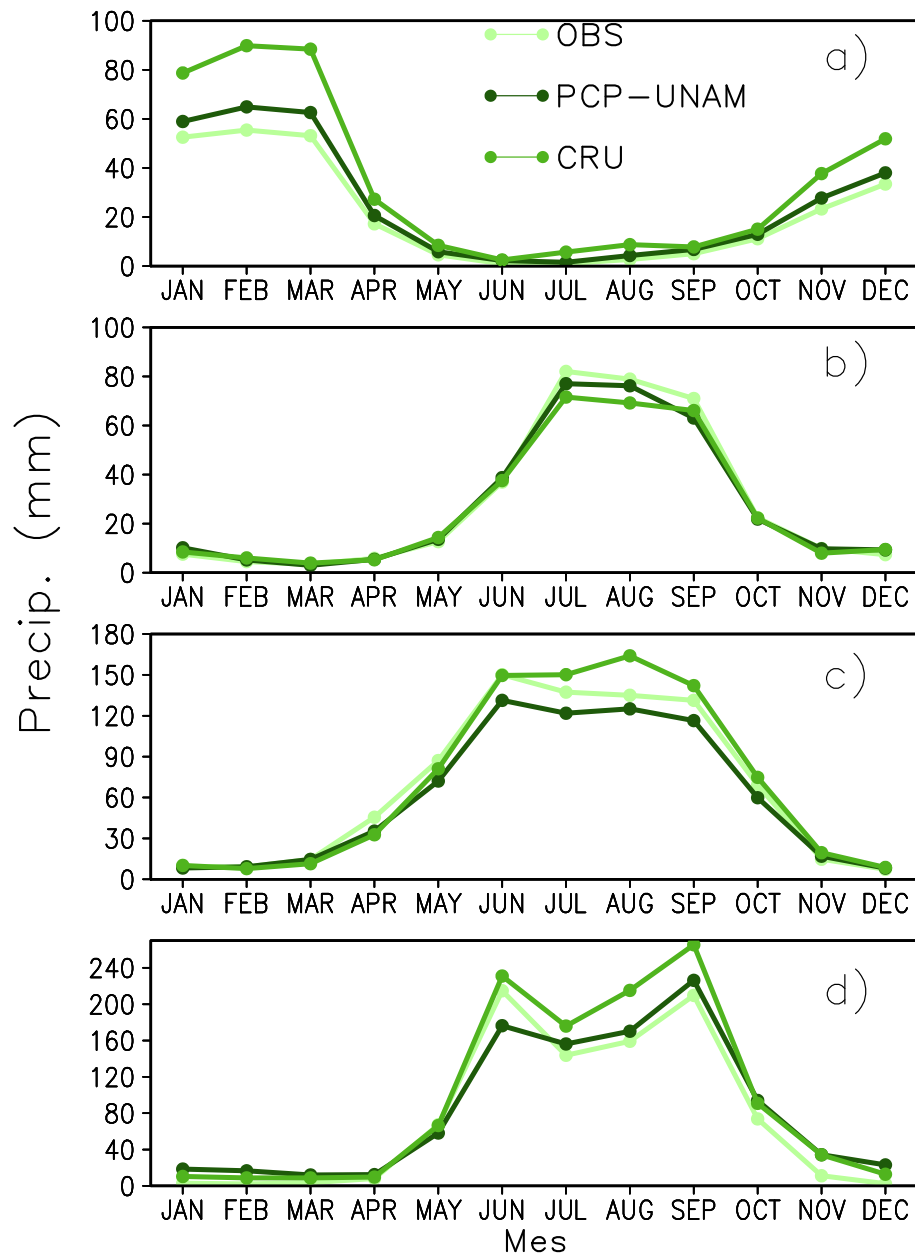 100
80
60
40
20
0
OBS
PCP-UNAM
CRU
a)
JAN FEB MAR APR MAY JUN JUL AUG SEP OCT NOV DEC
100
80
60
40
20
0
b)
JAN FEB MAR APR MAY JUN JUL AUG SEP OCT NOV DEC
Precip. (mm)
180
150
120
90
60
30
0
c)
JAN FEB MAR APR MAY JUN JUL AUG SEP OCT NOV DEC
240
200
160
120
80
40
0
d)
JAN FEB MAR APR MAY JUN JUL AUG SEP OCT NOV DEC
Mes